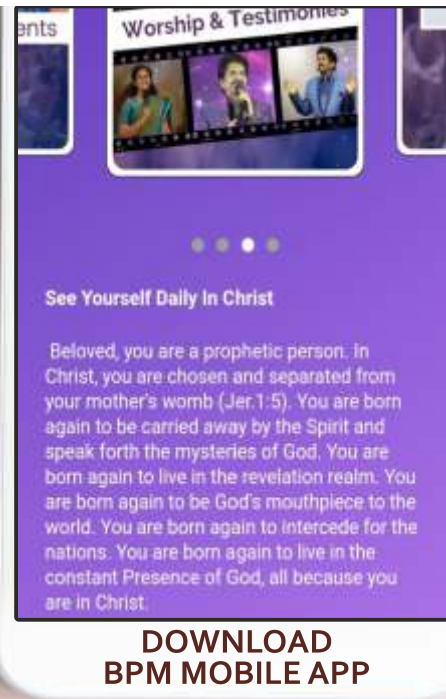 ents
Worship & Testimonies
See Yourself Daily In Christ
Beloved, you are a prophetic person. In
Christ, you are chosen and separated from
your mother's womb (Jer.1:5). You are born
again to be carried away by the Spirit and
speak forth the mysteries of God. You are
born again to live in the revelation realm. You
are born again to be God's mouthpiece to the
world. You are born again to intercede for the
nations. You are born again to live in the
constant Presence of God, all because you
are in Christ.
DOWNLOAD
BPM MOBILE APP